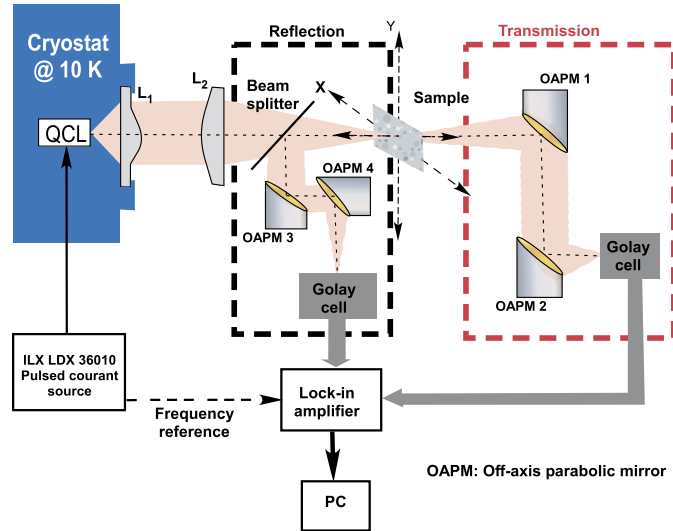 Reflection
Transmission
Cryostat
@ 10 K
Y
L1
L2
Beam
splitter
X
Sample
OAPM 1
QCL
OAPM 4
OAPM 3
OAPM 2
Golay
cell
Golay
cell
ILX LDX 36010
Pulsed courant
source
Frequency
reference
Lock-in
amplifier
PC
OAPM: Off-axis parabolic mirror